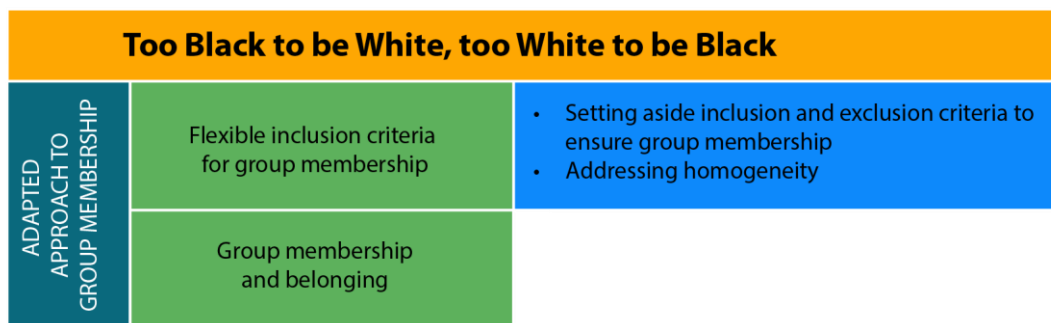 Too Black to be White, too White to be Black
ADAPTED
APPROACH TO
GROUP MEMBERSHIP
Flexible inclusion criteria
for group membership
• Setting aside inclusion and exclusion criteria to
ensure group membership
• Addressing homogeneity
Group membership
and belonging